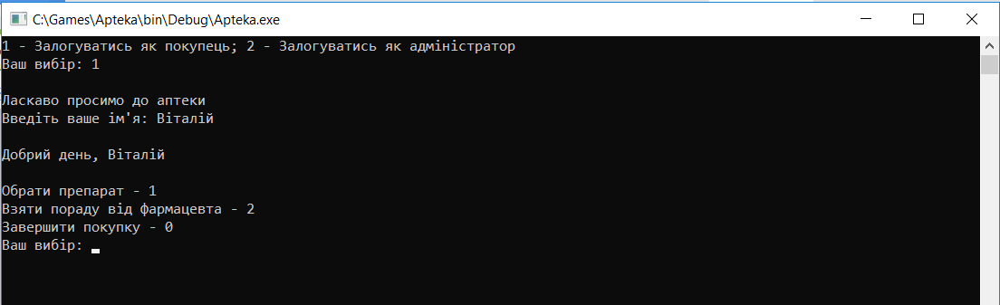 C:\Games\Apteka\bin\Debug\Apteka.exe
1 - Залогуватись як покупець; 2 - Залогуватись як адміністратор
Ваш вибір: 1
Ласкаво просимо до аптеки
Введіть ваше ім'я: Віталій
Добрий день, Віталій
Обрати препарат - 1
Взяти пораду від фармацевта - 2
Завершити покупку - 0
Ваш вибір: